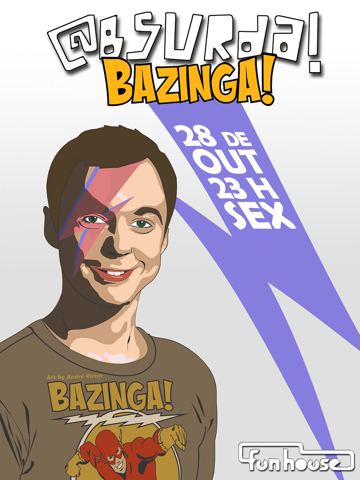 @BSURda!
BAZINGA!
28 DE
OUT
23 H
SEX
Art by André Victor
BAZINGA!
funhouse